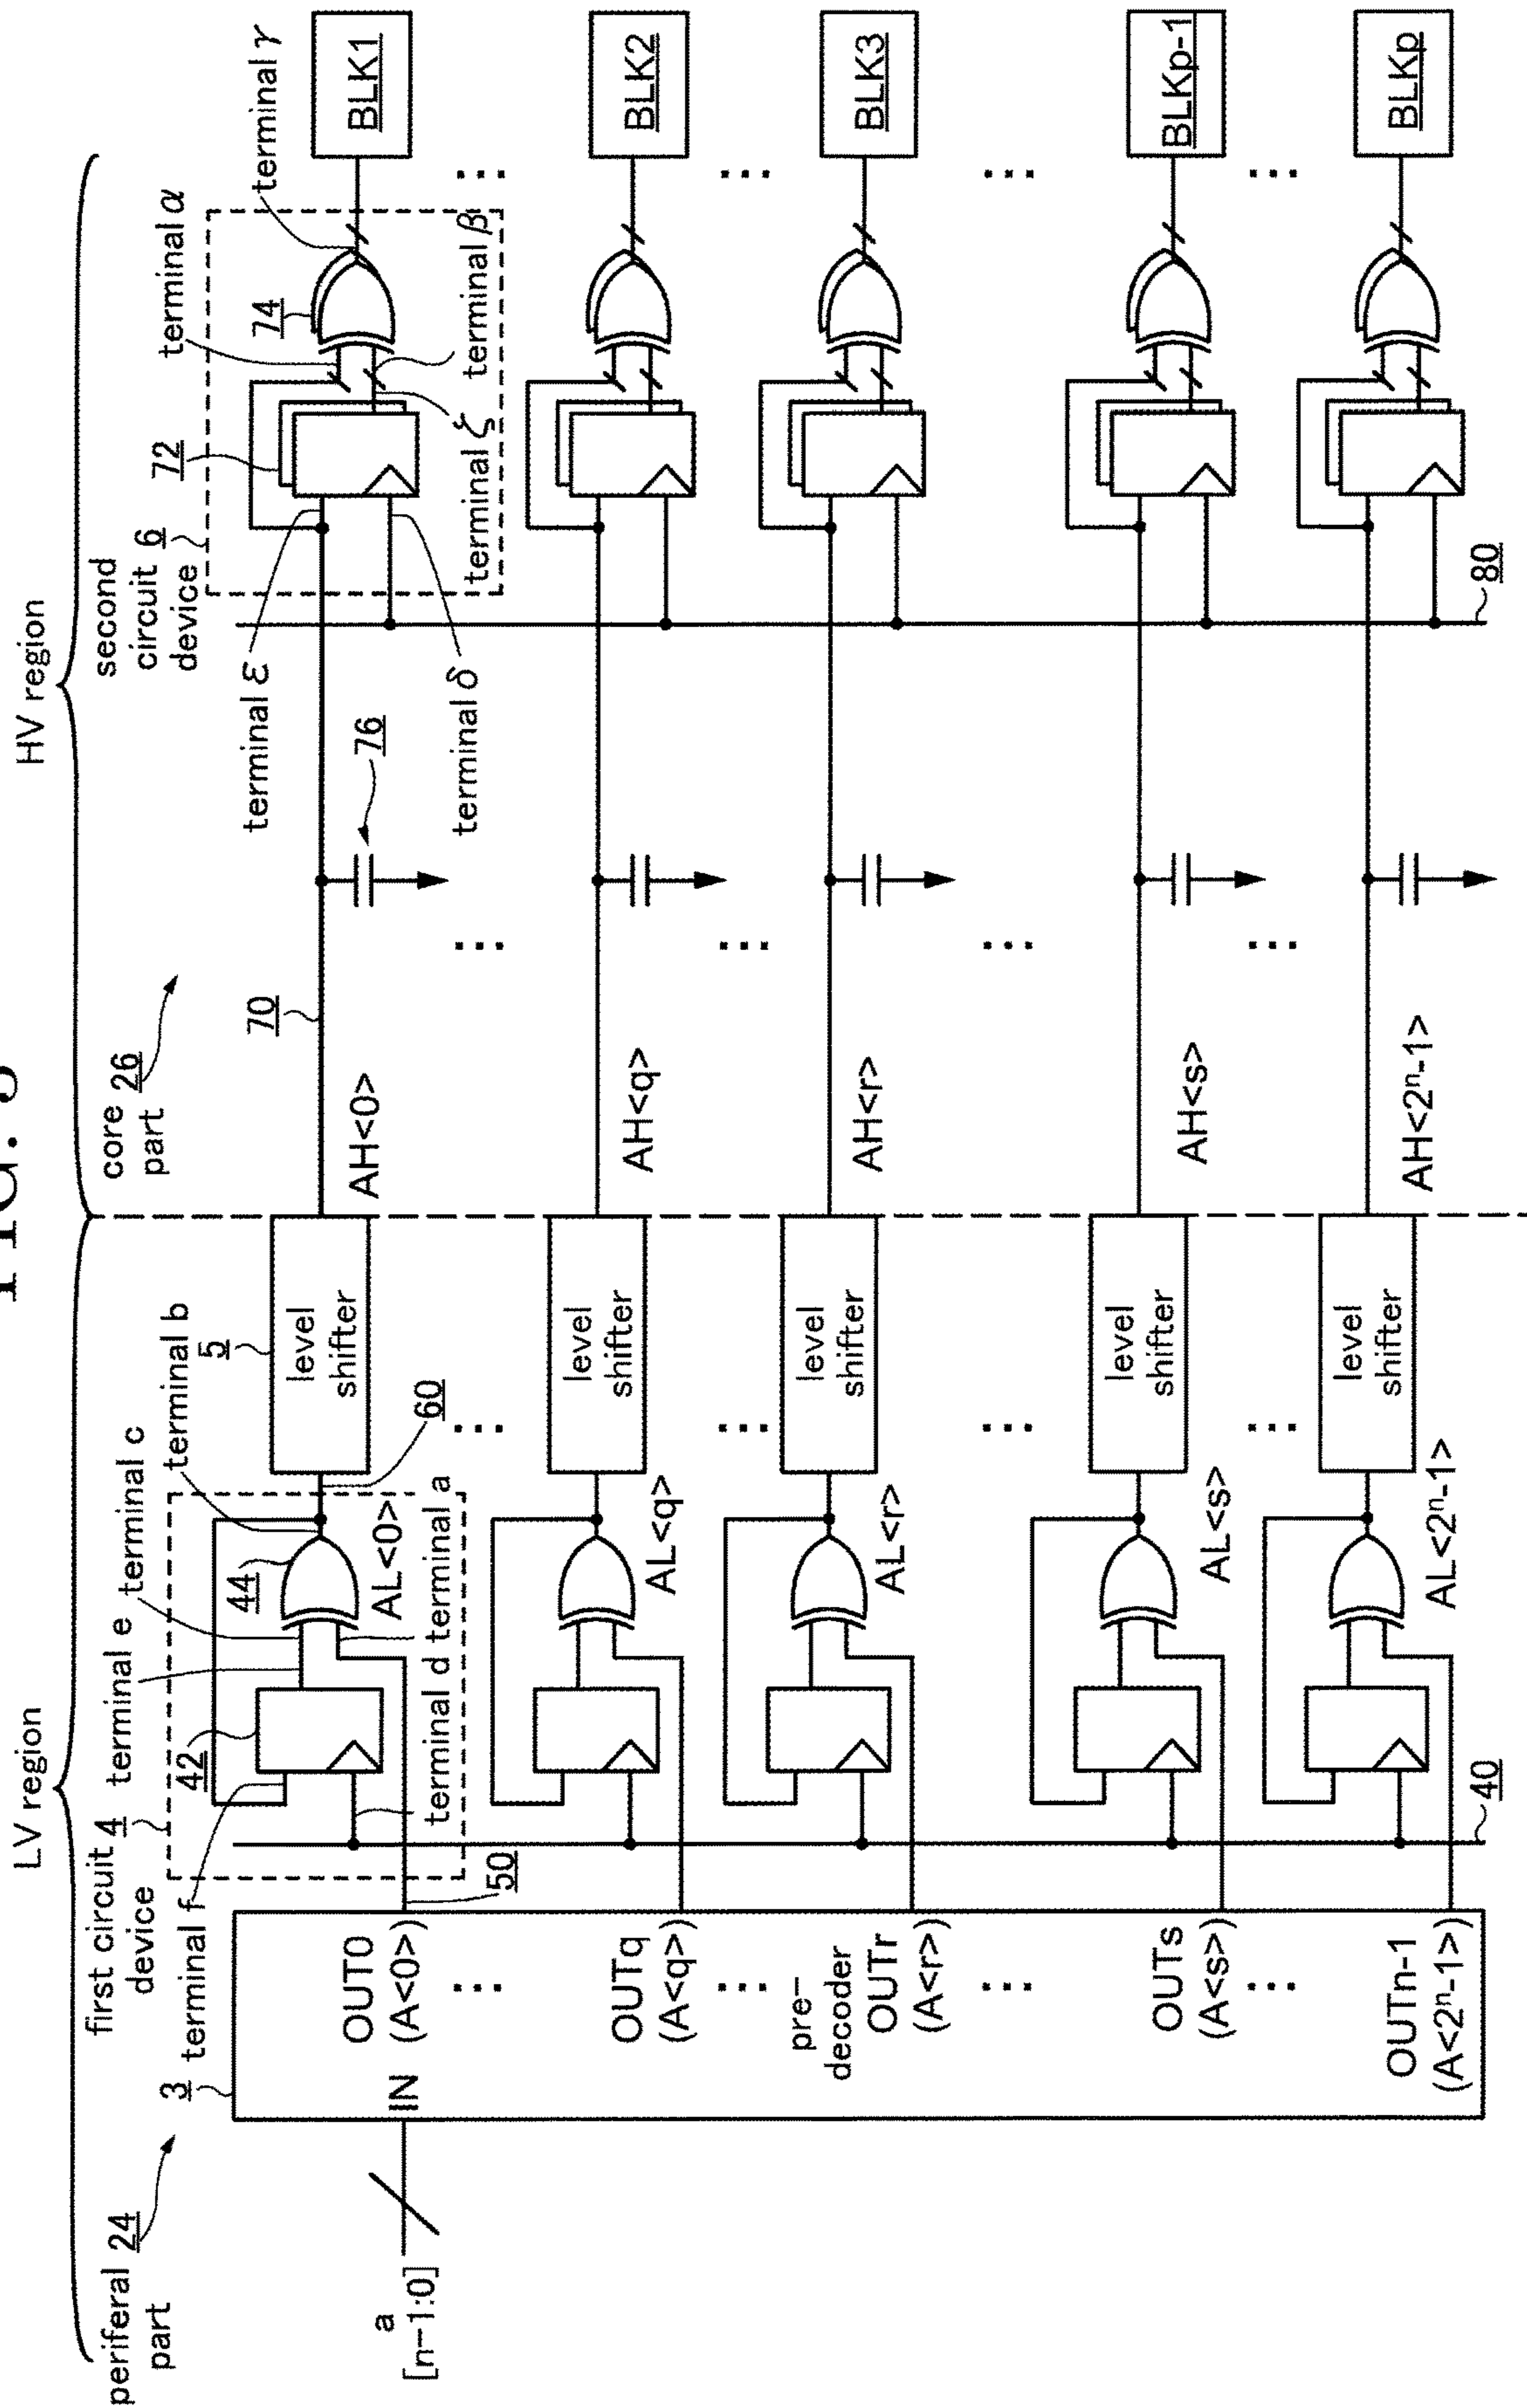 FIG. 5
LV region
HV region
periferal 24
part
first circuit 4
device
core 26
part
second
circuit 6
device
a
[n-1:0]
3
IN
pre-
decoder
OUT0
(A<0>)
OUTq
(A<q>)
OUTr
(A<r>)
OUTs
(A<s>)
OUTn-1
(A<2ⁿ-1>)
terminal f
terminal e
terminal c
terminal b
terminal d
terminal a
42
44
50
40
60
5
AL<0>
AL<q>
AL<r>
AL<s>
AL<2ⁿ-1>
level
shifter
level
shifter
level
shifter
level
shifter
level
shifter
AH<0>
AH<q>
AH<r>
AH<s>
AH<2ⁿ-1>
70
76
terminal ε
terminal δ
72
terminal ζ
terminal α
74
terminal β
terminal γ
80
BLK1
BLK2
BLK3
BLKp-1
BLKp